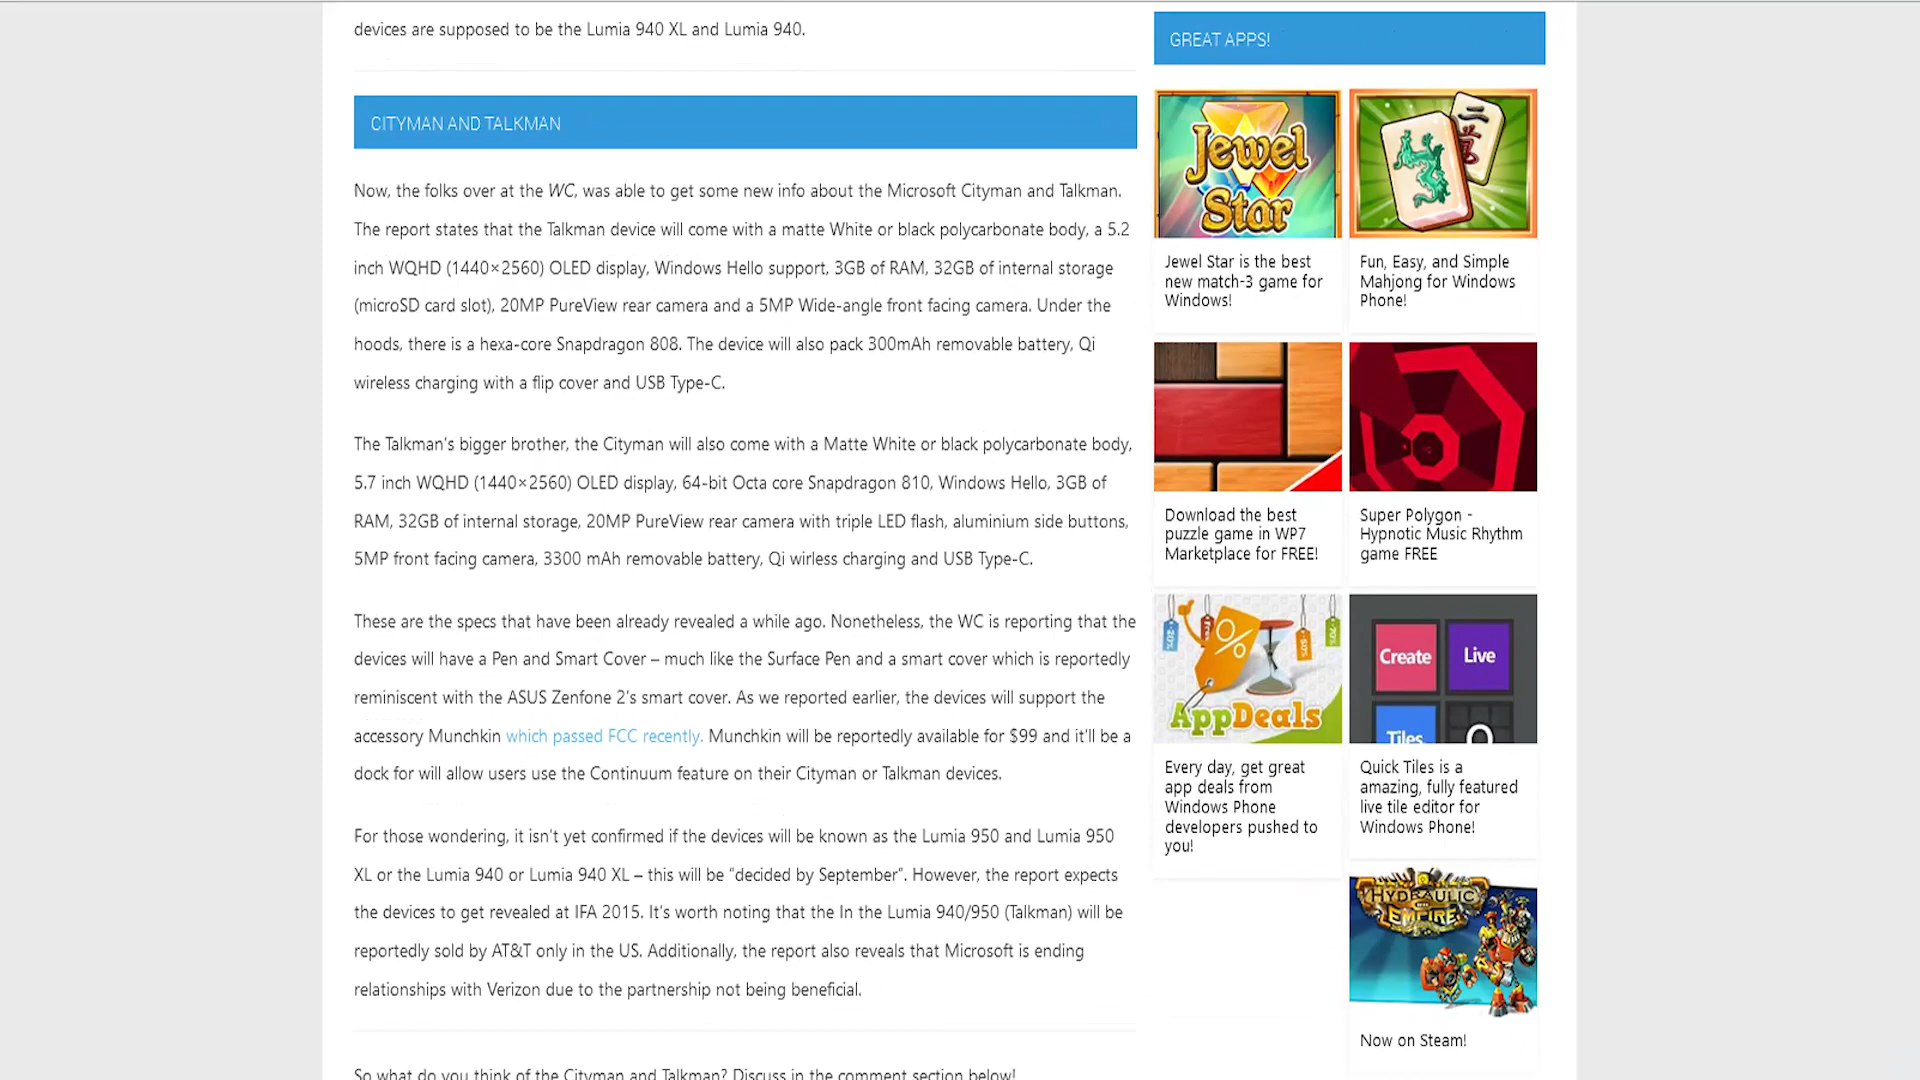 devices are supposed to be the Lumia 940 XL and Lumia 940.
CITYMAN AND TALKMAN
Now, the folks over at the WC, was able to get some new info about the Microsoft Cityman and Talkman.
The report states that the Talkman device will come with a matte White or black polycarbonate body, a 5.2
inch WQHD (1440×2560) OLED display, Windows Hello support, 3GB of RAM, 32GB of internal storage
(microSD card slot), 20MP PureView rear camera and a 5MP Wide-angle front facing camera. Under the
hoods, there is a hexa-core Snapdragon 808. The device will also pack 300mAh removable battery, Qi
wireless charging with a flip cover and USB Type-C.
The Talkman's bigger brother, the Cityman will also come with a Matte White or black polycarbonate body,
5.7 inch WQHD (1440×2560) OLED display, 64-bit Octa core Snapdragon 810, Windows Hello, 3GB of
RAM, 32GB of internal storage, 20MP PureView rear camera with triple LED flash, aluminium side buttons,
5MP front facing camera, 3300 mAh removable battery, Qi wirless charging and USB Type-C.
These are the specs that have been already revealed a while ago. Nonetheless, the WC is reporting that the
devices will have a Pen and Smart Cover – much like the Surface Pen and a smart cover which is reportedly
reminiscent with the ASUS Zenfone 2's smart cover. As we reported earlier, the devices will support the
accessory Munchkin which passed FCC recently. Munchkin will be reportedly available for $99 and it'll be a
dock for will allow users use the Continuum feature on their Cityman or Talkman devices.
For those wondering, it isn't yet confirmed if the devices will be known as the Lumia 950 and Lumia 950
XL or the Lumia 940 or Lumia 940 XL – this will be “decided by September”. However, the report expects
the devices to get revealed at IFA 2015. It's worth noting that the In the Lumia 940/950 (Talkman) will be
reportedly sold by AT&T only in the US. Additionally, the report also reveals that Microsoft is ending
relationships with Verizon due to the partnership not being beneficial.
So what do you think of the Cityman and Talkman? Discuss in the comment section below!
GREAT APPS!
Jewel
Star
Jewel Star is the best
new match-3 game for
Windows!
二
萬
Fun, Easy, and Simple
Mahjong for Windows
Phone!
Download the best
puzzle game in WP7
Marketplace for FREE!
Super Polygon -
Hypnotic Music Rhythm
game FREE
%
AppDeals
Every day, get great
app deals from
Windows Phone
developers pushed to
you!
Create
Live
Tiles
Quick Tiles is a
amazing, fully featured
live tile editor for
Windows Phone!
HYDRAULIC
EMPIRE
Now on Steam!